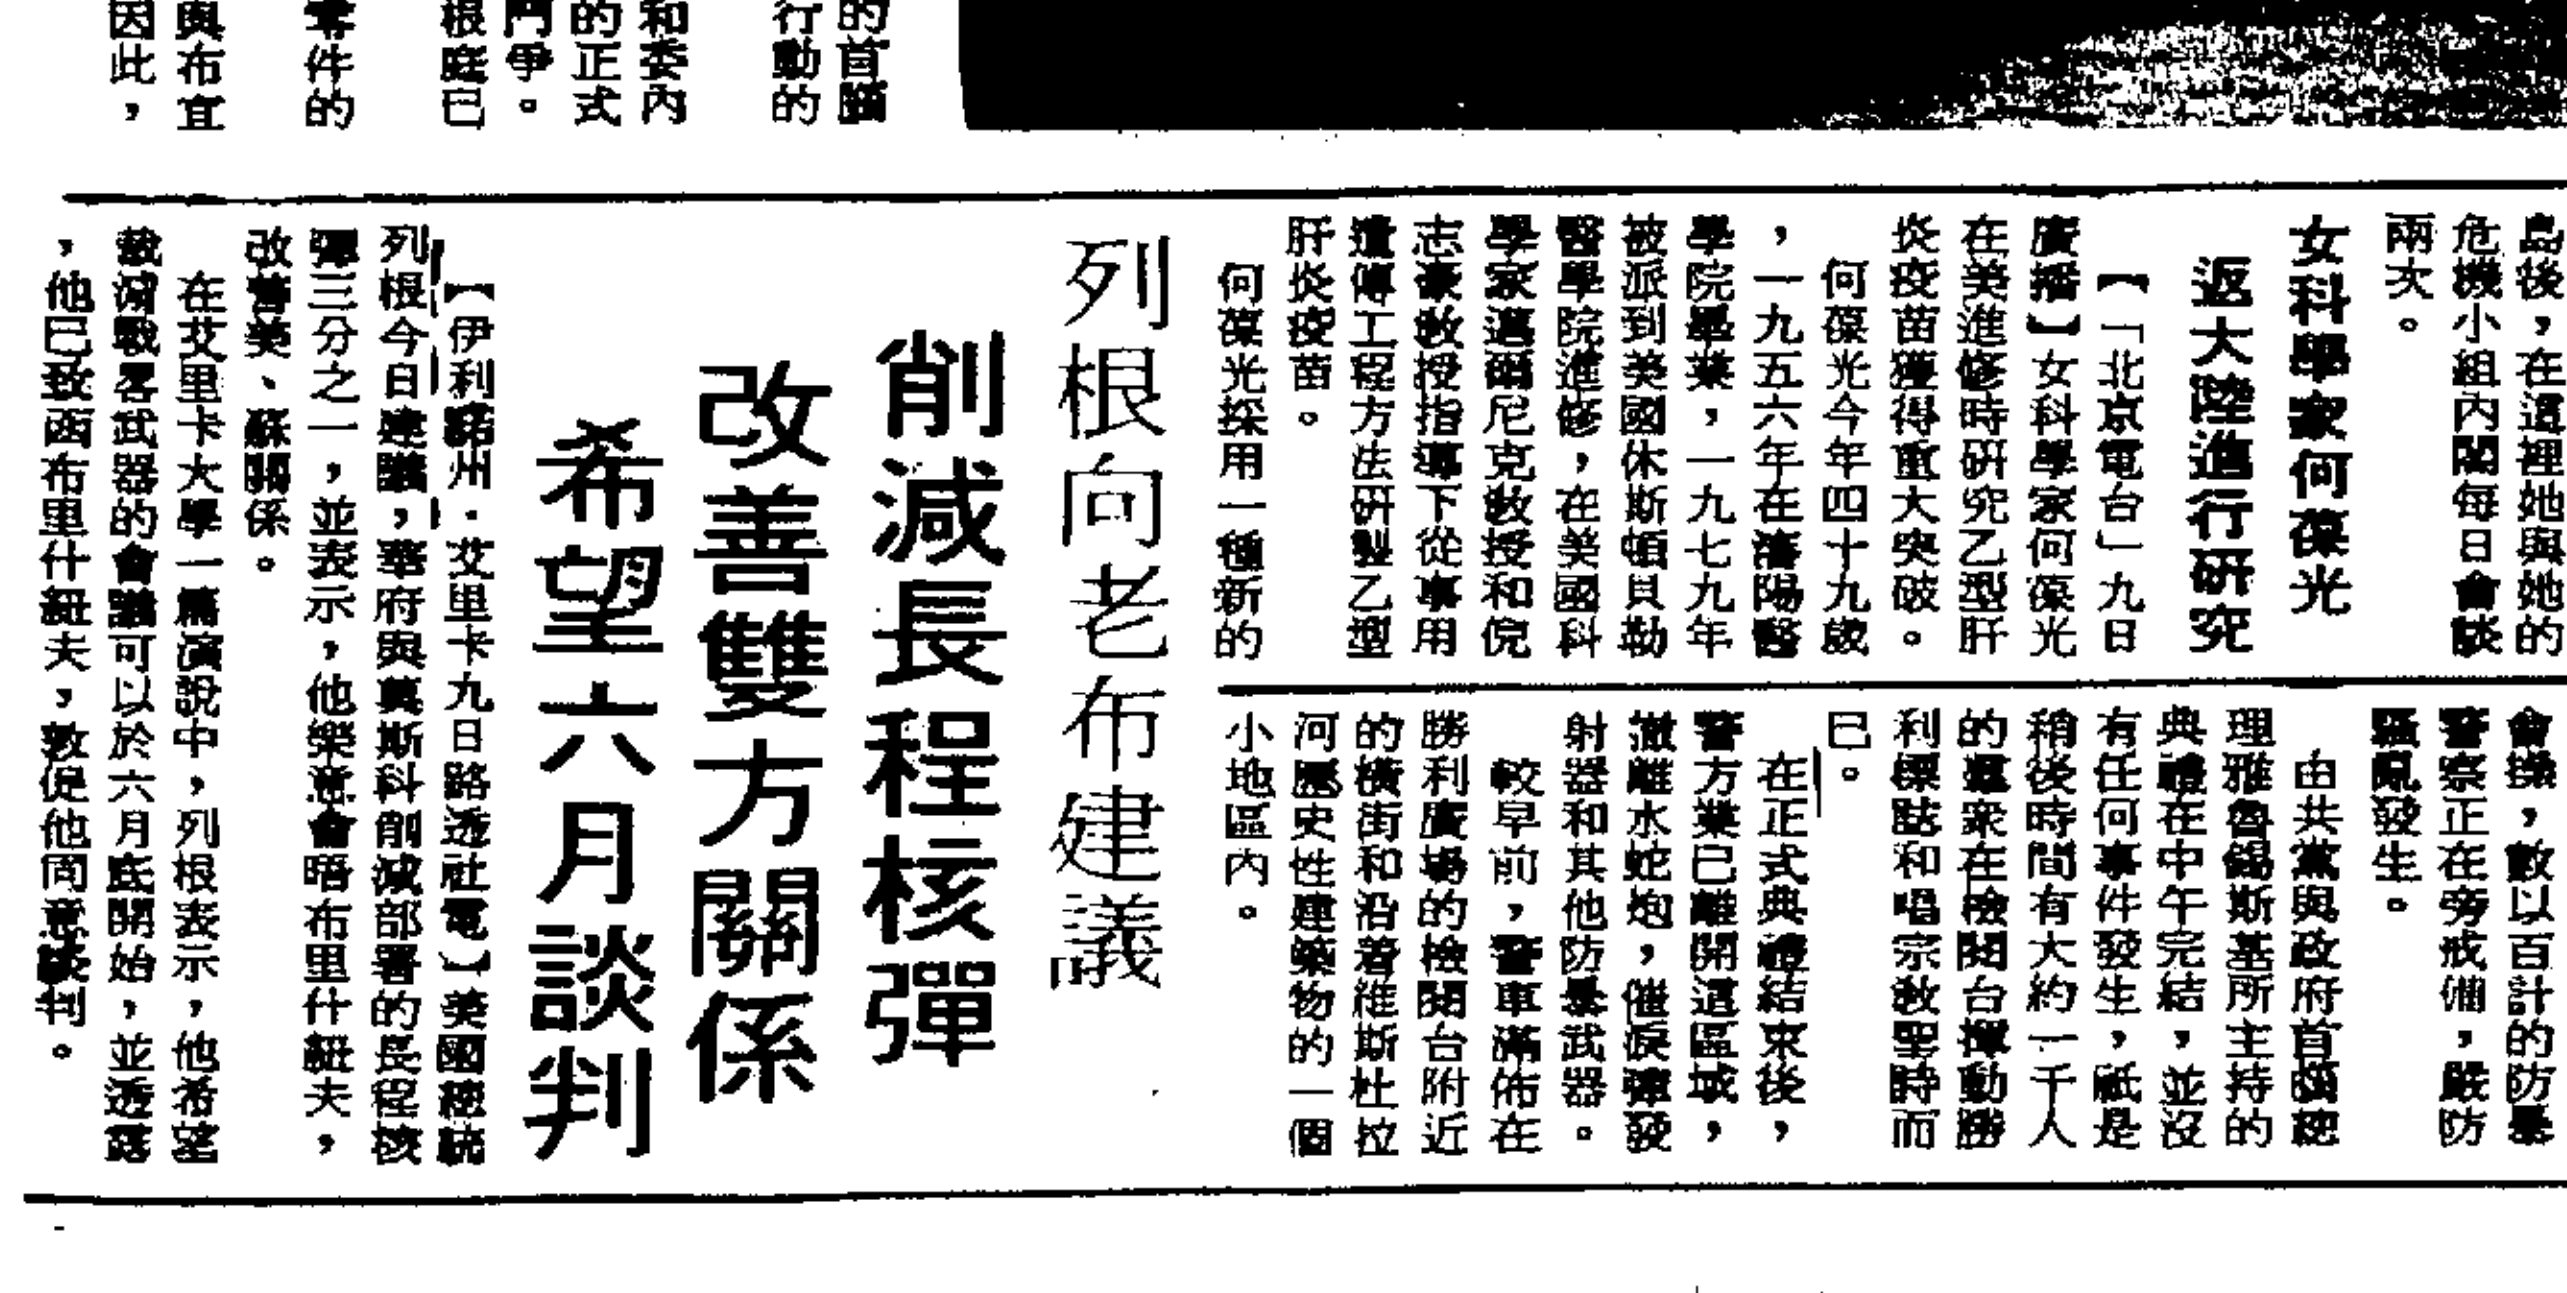 的首腦
行動的
和委內
的正式
鬥爭。
根庭已
零件的
與布宜
因此，
島後，在這裡她與她的
危機小組內閣每日會談
兩次。
女科學家何葆光
返大陸進行研究
【「北京電台」九日
廣播】女科學家何葆光
在美進修時研究乙型肝
炎疫苗獲得重大突破。
何葆光今年四十九歲
，一九五六年在瀋陽醫
學院畢業，一九七九年
被派到美國休斯頓貝勒
醫學院進修，在美國科
學家邁爾尼克教授和倪
志豪教授指導下從事用
遺傳工程方法研製乙型
肝炎疫苗。
何葆光採用一種新的
會操，數以百計的防暴
警察正在旁戒備，嚴防
騷亂發生。
由共黨與政府首腦總
理雅魯錫斯基所主持的
典禮在中午完結，並沒
有任何事件發生，祇是
稍後時間有大約一千人
的羣衆在檢閱台揮動勝
利標誌和唱宗教聖詩而
已。
在正式典禮結束後，
警方業已離開這區域，
撤離水蛇炮，催淚彈發
射器和其他防暴武器。
較早前，警車滿佈在
勝利廣場的檢閱台附近
的橫街和沿着維斯杜拉
河歷史性建築物的一個
小地區內。
列根向老布建議
削減長程核彈
改善雙方關係
希望六月談判
【伊利諾州．艾里卡九日路透社電】美國總統
列根今日建議，華府與莫斯科削減部署的長程核
彈三分之一，並表示，他樂意會晤布里什紐夫，
改善美、蘇關係。
在艾里卡大學一篇演說中，列根表示，他希望
裁減戰畧武器的會議可以於六月底開始，並透露
，他已致函布里什紐夫，敦促他同意談判。